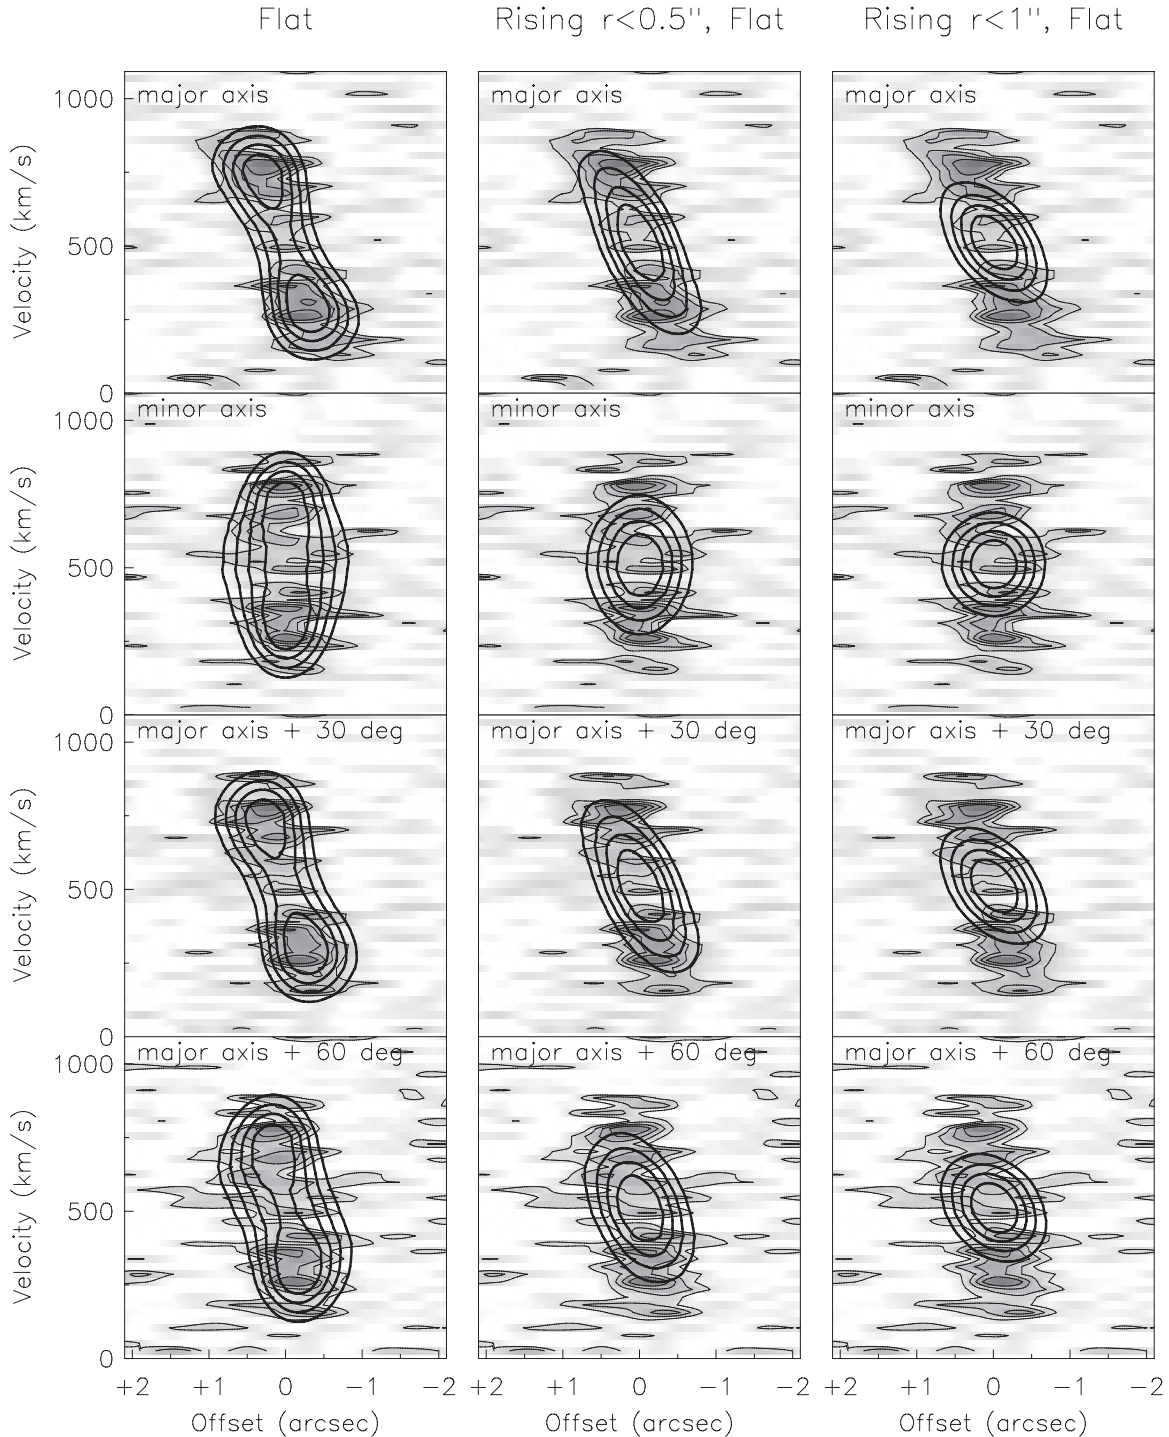 Flat
Rising r<0.5", Flat
Rising r<1", Flat
major axis
major axis
major axis
1000
500
0
Velocity (km/s)
minor axis
minor axis
minor axis
1000
500
0
Velocity (km/s)
major axis + 30 deg
major axis + 30 deg
major axis + 30 deg
1000
500
0
Velocity (km/s)
major axis + 60 deg
major axis + 60 deg
major axis + 60 deg
1000
500
0
Velocity (km/s)
+2 +1 0 −1 −2
+2 +1 0 −1 −2
+2 +1 0 −1 −2
Offset (arcsec)
Offset (arcsec)
Offset (arcsec)